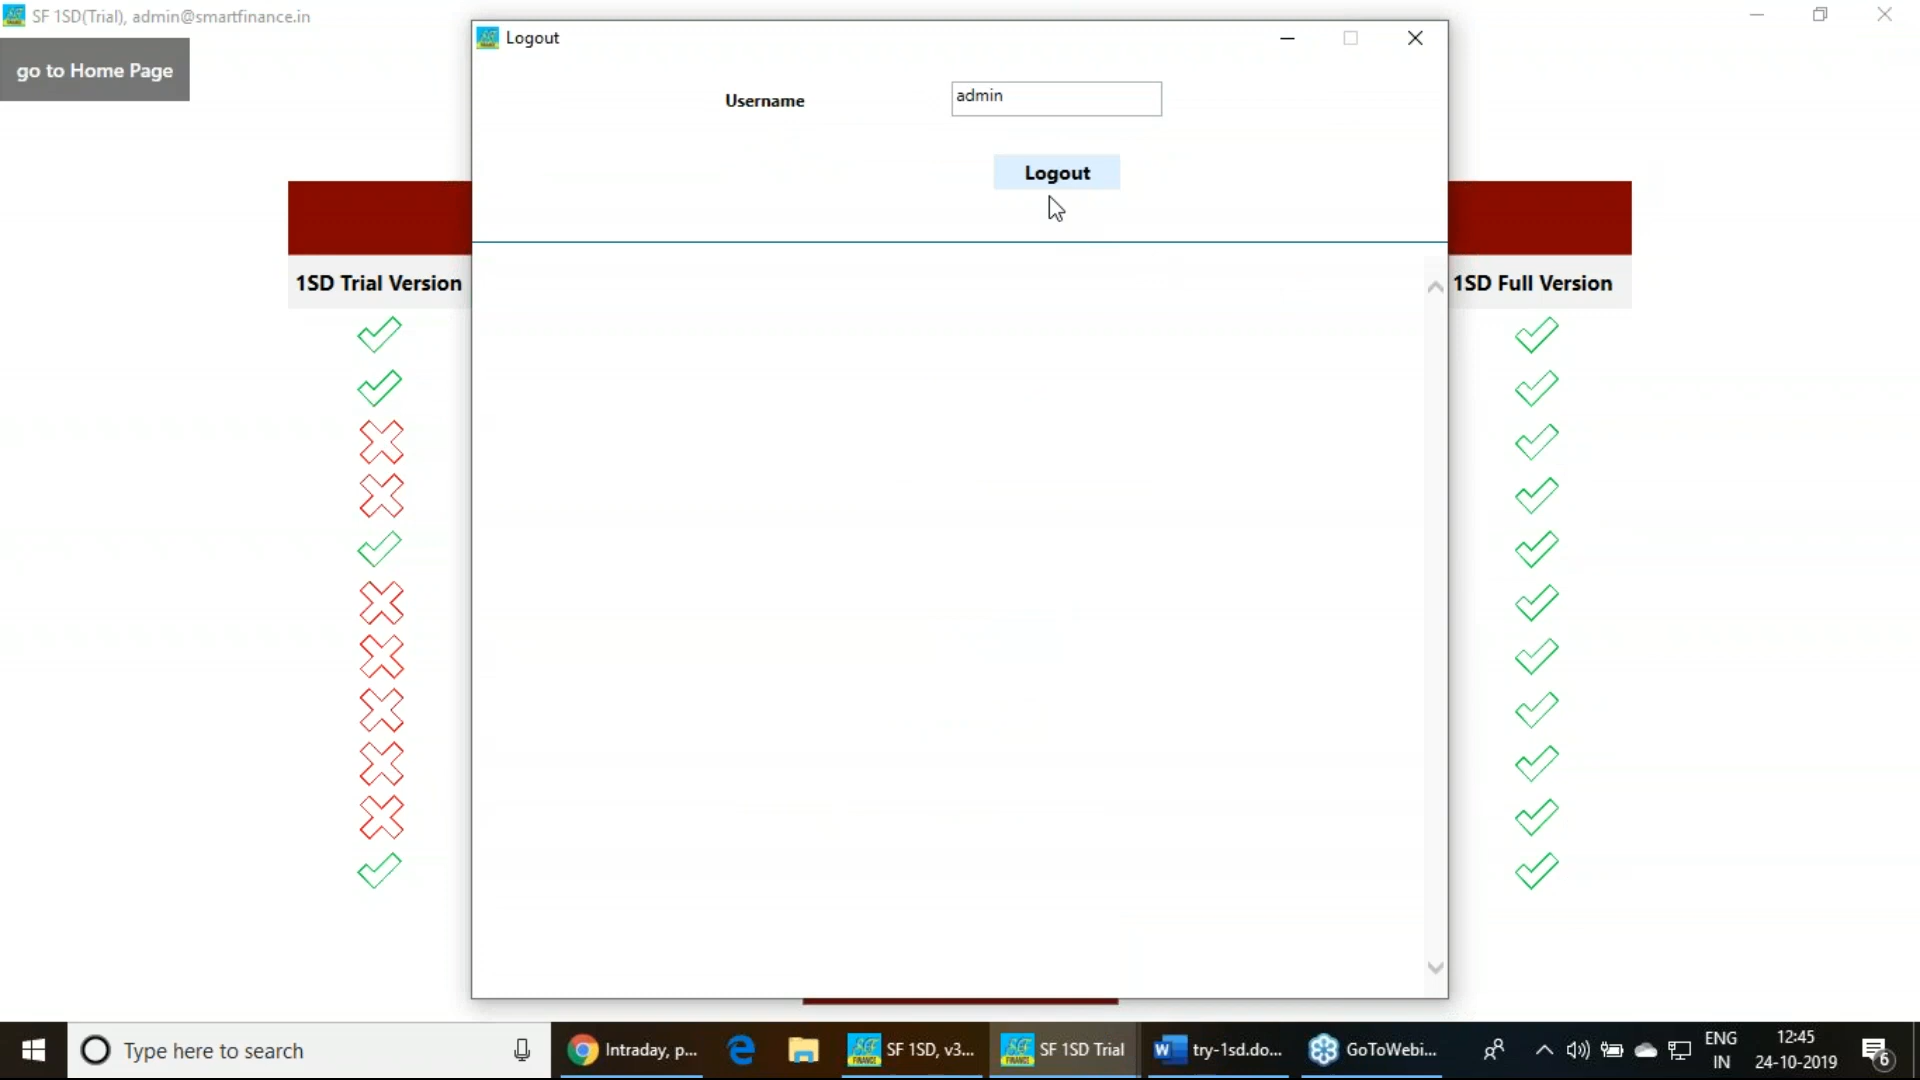 SF 1SD(Trial), admin@smartfinance.in
go to Home Page
Logout
Username
admin
Logout
1SD Trial Version
1SD Full Version
Type here to search
Intraday, p...
SF 1SD, v3...
SF 1SD Trial
try-1sd.do...
GoToWebi...
ENG
IN
12:45
24-10-2019
6